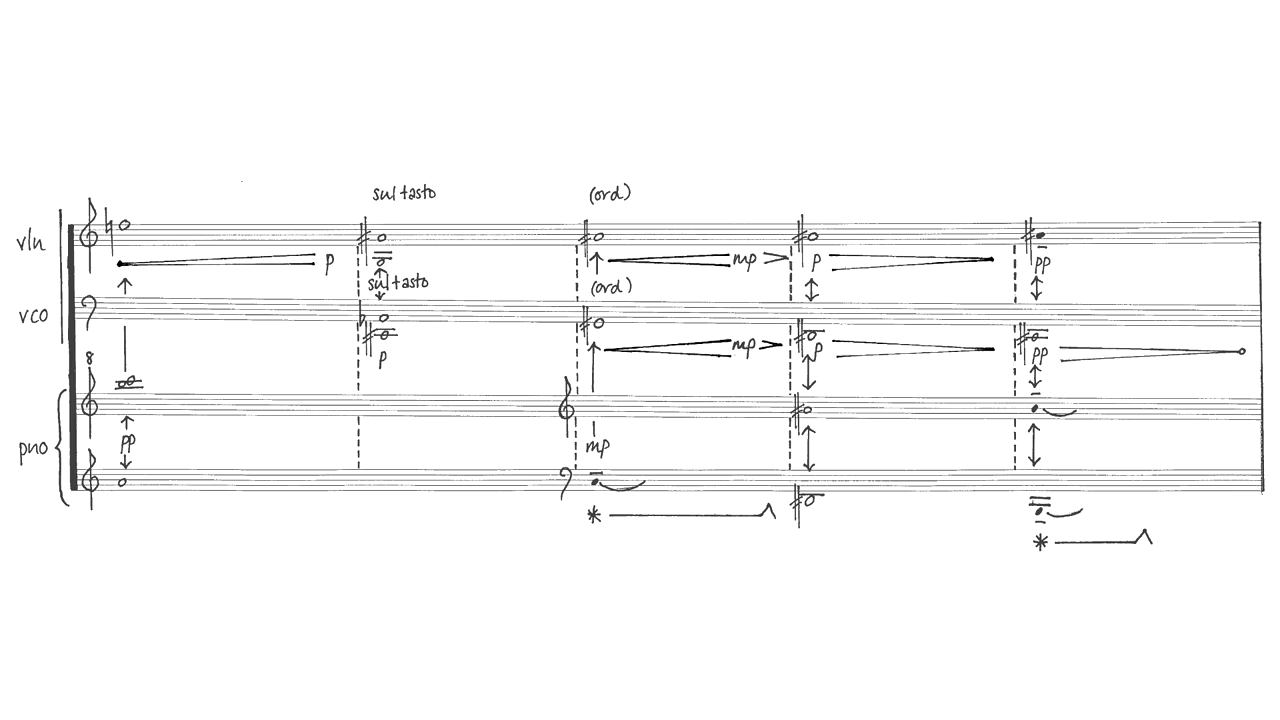 sul tasto (ord)
vln
p p pp
mp
sul tasto (ord)
vco
p mp p pp
8
pno
pp mp